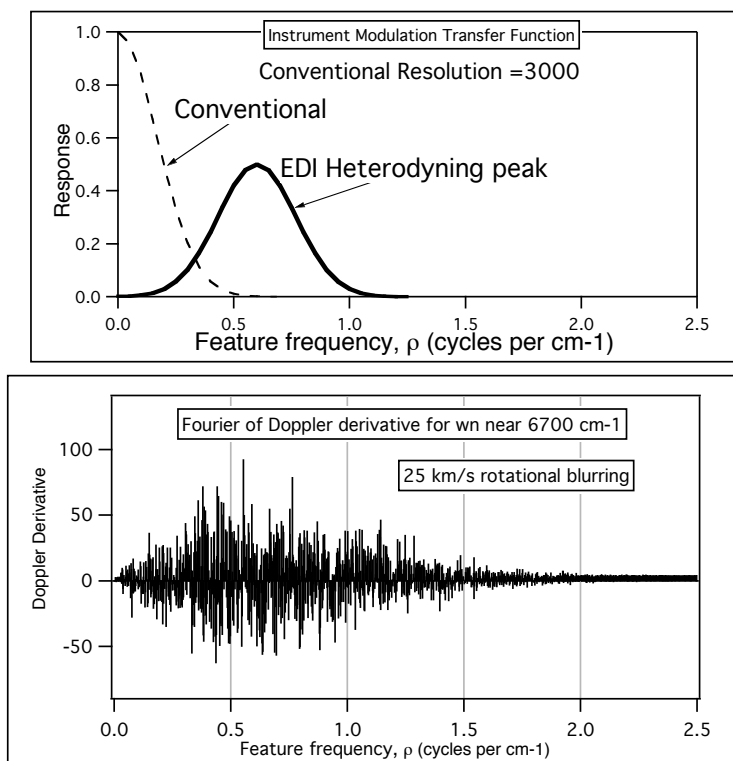 Instrument Modulation Transfer Function
Conventional Resolution =3000
Conventional
EDI Heterodyning peak
Response
1.0
0.8
0.6
0.4
0.2
0.0
0.0 0.5 1.0 1.5 2.0 2.5
Feature frequency, ρ (cycles per cm-1)
Fourier of Doppler derivative for wn near 6700 cm-1
25 km/s rotational blurring
Doppler Derivative
100
50
0
-50
0.0 0.5 1.0 1.5 2.0 2.5
Feature frequency, ρ (cycles per cm-1)